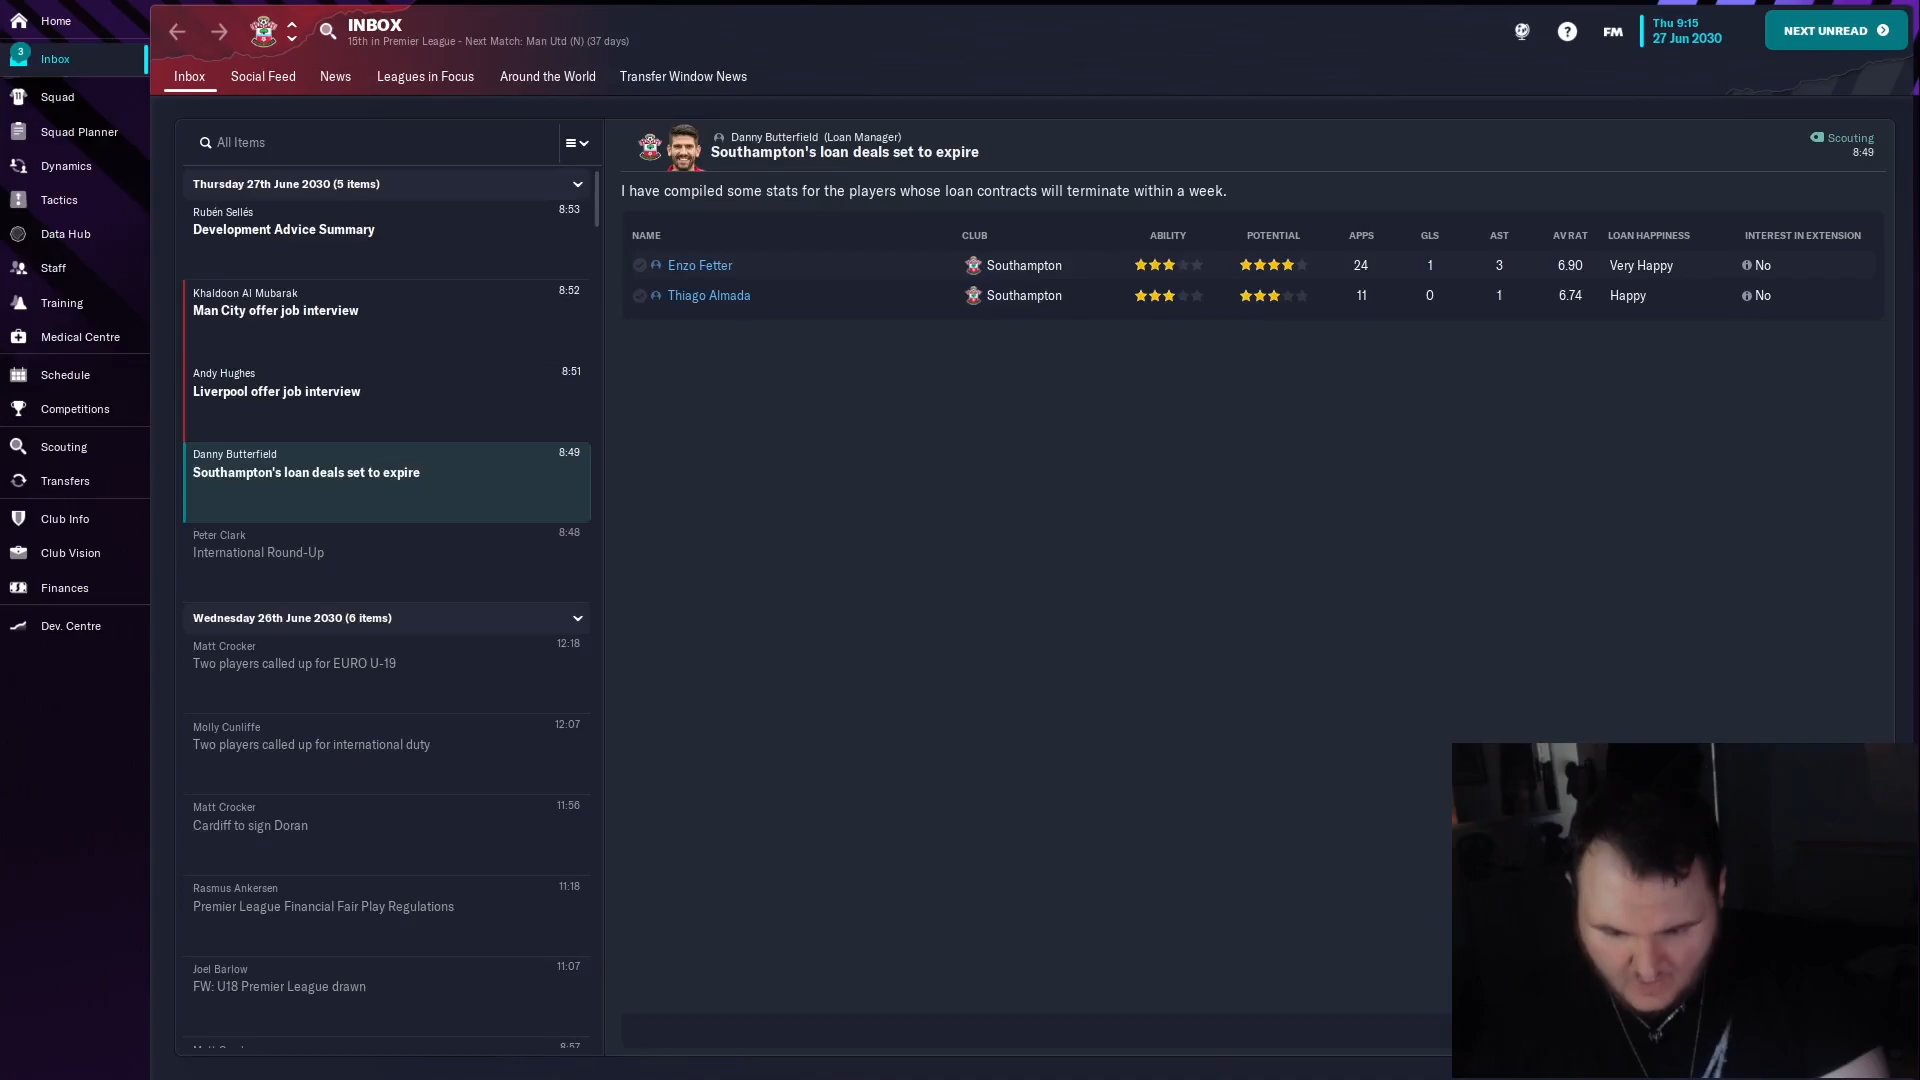 Home
3
Inbox
Squad
Squad Planner
Dynamics
Tactics
Data Hub
Staff
Training
Medical Centre
Schedule
Competitions
Scouting
Transfers
Club Info
Club Vision
Finances
Dev. Centre
INBOX
15th in Premier League - Next Match: Man Utd (N) (37 days)
?
FM
Thu 9:15
27 Jun 2030
NEXT UNREAD
Inbox Social Feed News Leagues in Focus Around the World Transfer Window News
All Items
Thursday 27th June 2030 (5 items)
Rubén Sellés 8:53
Development Advice Summary
Khaldoon Al Mubarak 8:52
Man City offer job interview
Andy Hughes 8:51
Liverpool offer job interview
Danny Butterfield 8:49
Southampton's loan deals set to expire
Peter Clark 8:48
International Round-Up
Wednesday 26th June 2030 (6 items)
Matt Crocker 12:18
Two players called up for EURO U-19
Molly Cunliffe 12:07
Two players called up for international duty
Matt Crocker 11:56
Cardiff to sign Doran
Rasmus Ankersen 11:18
Premier League Financial Fair Play Regulations
Joel Barlow 11:07
FW: U18 Premier League drawn
8:57
Danny Butterfield (Loan Manager)
Southampton's loan deals set to expire
Scouting
8:49
I have compiled some stats for the players whose loan contracts will terminate within a week.
NAME CLUB ABILITY POTENTIAL APPS GLS AST AV RAT LOAN HAPPINESS INTEREST IN EXTENSION
Enzo Fetter Southampton 24 1 3 6.90 Very Happy No
Thiago Almada Southampton 11 0 1 6.74 Happy No